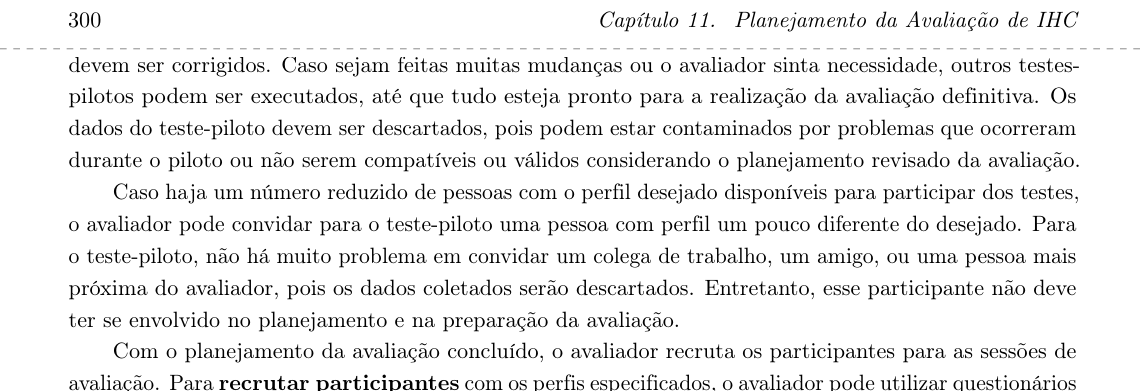 300 Capítulo 11. Planejamento da Avaliação de IHC
devem ser corrigidos. Caso sejam feitas muitas mudanças ou o avaliador sinta necessidade, outros testes-
pilotos podem ser executados, até que tudo esteja pronto para a realização da avaliação definitiva. Os
dados do teste-piloto devem ser descartados, pois podem estar contaminados por problemas que ocorreram
durante o piloto ou não serem compatíveis ou válidos considerando o planejamento revisado da avaliação.
Caso haja um número reduzido de pessoas com o perfil desejado disponíveis para participar dos testes,
o avaliador pode convidar para o teste-piloto uma pessoa com perfil um pouco diferente do desejado. Para
o teste-piloto, não há muito problema em convidar um colega de trabalho, um amigo, ou uma pessoa mais
próxima do avaliador, pois os dados coletados serão descartados. Entretanto, esse participante não deve
ter se envolvido no planejamento e na preparação da avaliação.
Com o planejamento da avaliação concluído, o avaliador recruta os participantes para as sessões de
avaliação. Para recrutar participantes com os perfis especificados, o avaliador pode utilizar questionários